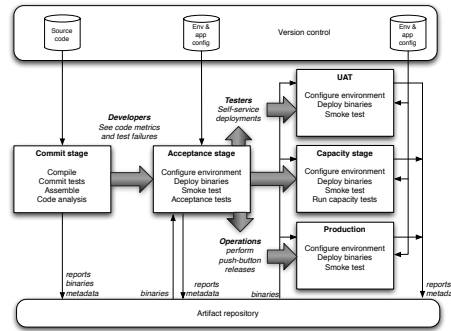 Source
code
Env &
app
config
Version control
Env &
app
config
Developers
See code metrics
and test failures
Testers
Self-service
deployments
UAT
Configure environment
Deploy binaries
Smoke test
Commit stage
Compile
Commit tests
Assemble
Code analysis
Acceptance stage
Configure environment
Deploy binaries
Smoke test
Acceptance tests
Capacity stage
Configure environment
Deploy binaries
Smoke test
Run capacity tests
Operations
perform
push-button
releases
Production
Configure environment
Deploy binaries
Smoke test
reports
binaries
metadata
binaries
reports
metadata
binaries
reports
metadata
Artifact repository